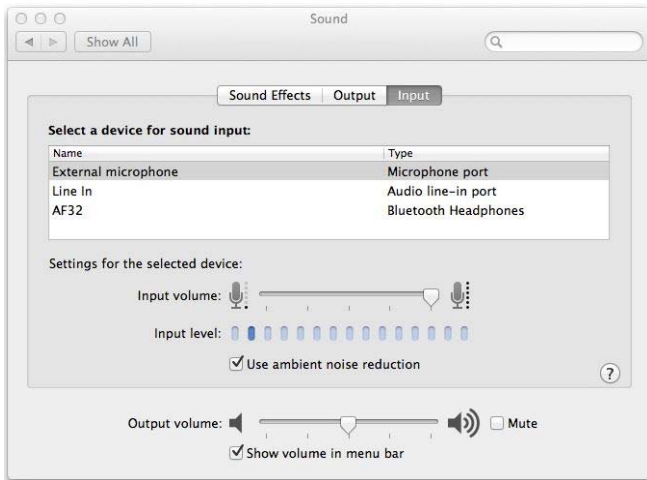 Sound
Show All
Sound Effects Output Input
Select a device for sound input:
Name Type
External microphone Microphone port
Line In Audio line-in port
AF32 Bluetooth Headphones
Settings for the selected device:
Input volume:
Input level:
Use ambient noise reduction
?
Output volume: Mute
Show volume in menu bar